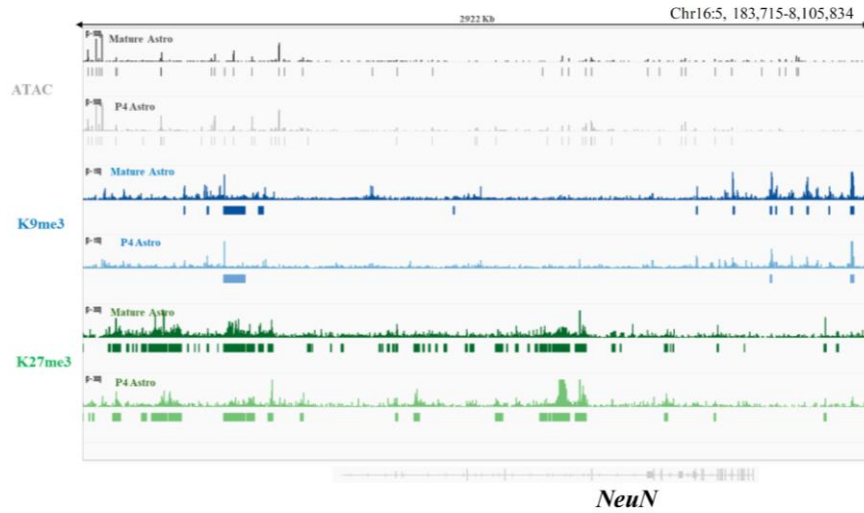 2922 Kb
Chr16:5, 183,715-8,105,834
Mature Astro
ATAC
P4 Astro
Mature Astro
K9me3
P4 Astro
Mature Astro
K27me3
P4 Astro
NeuN